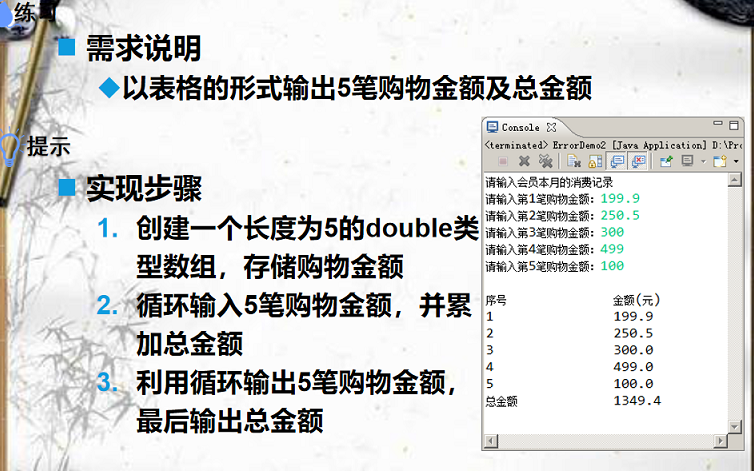 练
需求说明
以表格的形式输出5笔购物金额及总金额
提示
实现步骤
1. 创建一个长度为5的double类
型数组，存储购物金额
2. 循环输入5笔购物金额，并累
加总金额
3. 利用循环输出5笔购物金额，
最后输出总金额
Console
<terminated> ErrorDemo2 [Java Application] D:\Pro
请输入会员本月的消费记录
请输入第1笔购物金额：199.9
请输入第2笔购物金额：250.5
请输入第3笔购物金额：300
请输入第4笔购物金额：499
请输入第5笔购物金额：100
序号 金额(元)
1 199.9
2 250.5
3 300.0
4 499.0
5 100.0
总金额 1349.4